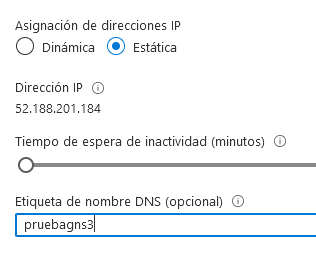 Asignación de direcciones IP
Dinámica Estática
Dirección IP
52.188.201.184
Tiempo de espera de inactividad (minutos)
Etiqueta de nombre DNS (opcional)
pruebagns3